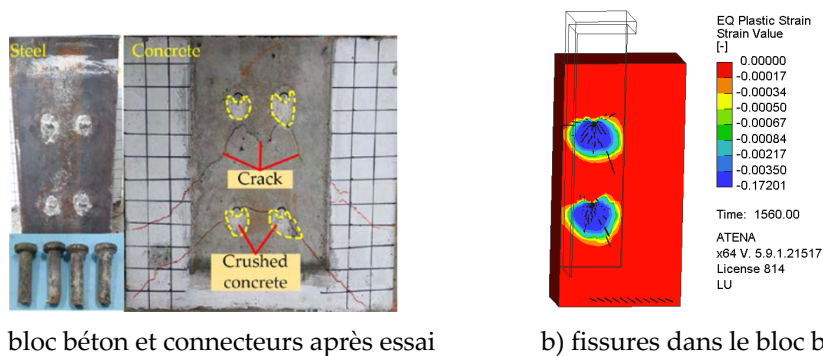 Steel
Concrete
Crack
Crushed
concrete
EQ Plastic Strain
Strain Value
[-]
0.00000
-0.00017
-0.00034
-0.00050
-0.00067
-0.00084
-0.00217
-0.00350
-0.17201
Time: 1560.00
ATENA
x64 V. 5.9.1.21517
License 814
LU
bloc béton et connecteurs après essai
b) fissures dans le bloc b